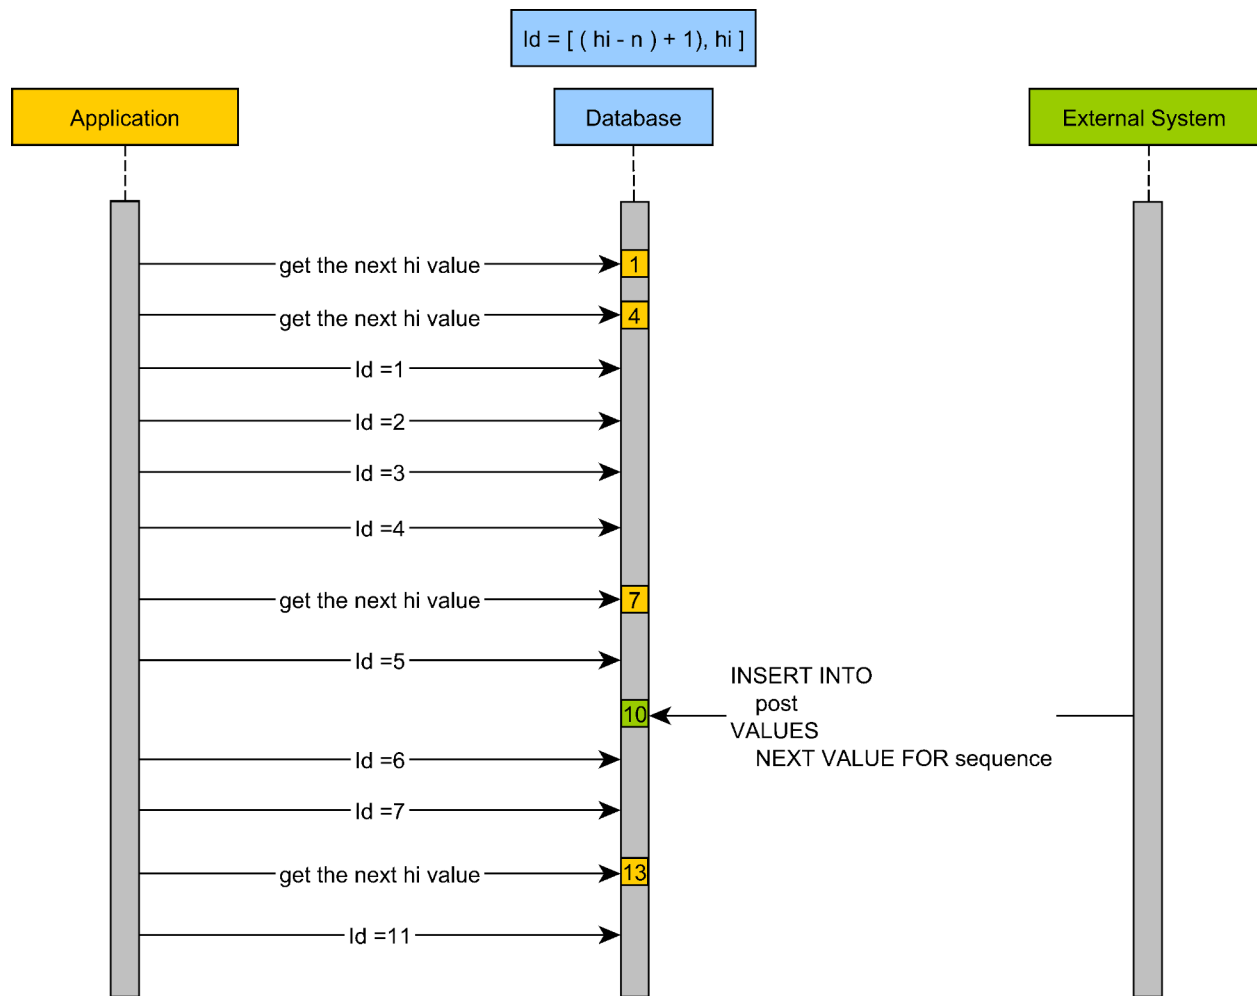 Id = [ ( hi - n ) + 1), hi ]
Application
Database
External System
get the next hi value
1
get the next hi value
4
Id =1
Id =2
Id =3
Id =4
get the next hi value
7
Id =5
INSERT INTO
post
VALUES
NEXT VALUE FOR sequence
10
Id =6
Id =7
get the next hi value
13
Id =11